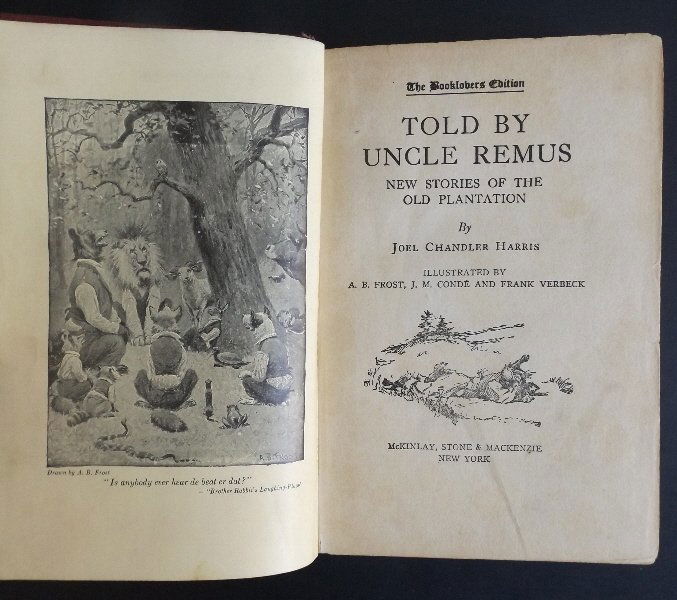 Drawn by A. B. Frost
"Is anybody ever hear de beat er dat?"
— "Brother Rabbit's Laughing-Place"
A. B. Frost
The Booklovers Edition
TOLD BY
UNCLE REMUS
NEW STORIES OF THE
OLD PLANTATION
By
JOEL CHANDLER HARRIS
ILLUSTRATED BY
A. B. FROST, J. M. CONDÉ AND FRANK VERBECK
McKINLAY, STONE & MACKENZIE
NEW YORK